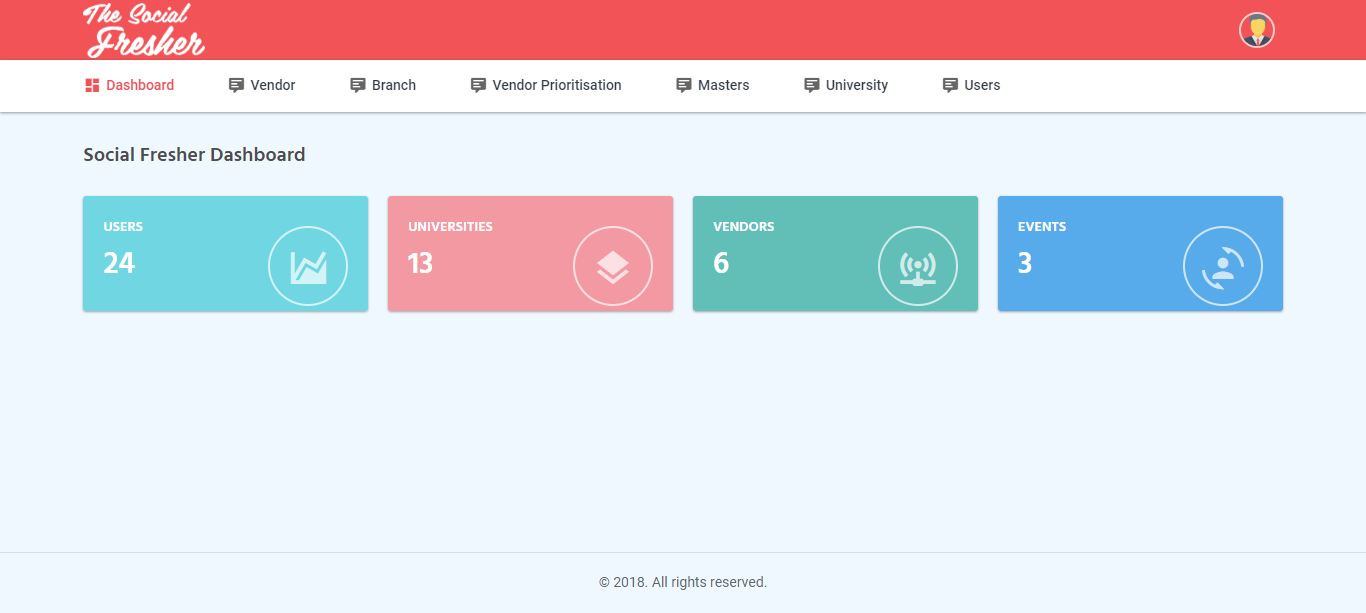 The Social
Fresher
Dashboard Vendor Branch Vendor Prioritisation Masters University Users
Social Fresher Dashboard
USERS UNIVERSITIES VENDORS EVENTS
24 13 6 3
© 2018. All rights reserved.